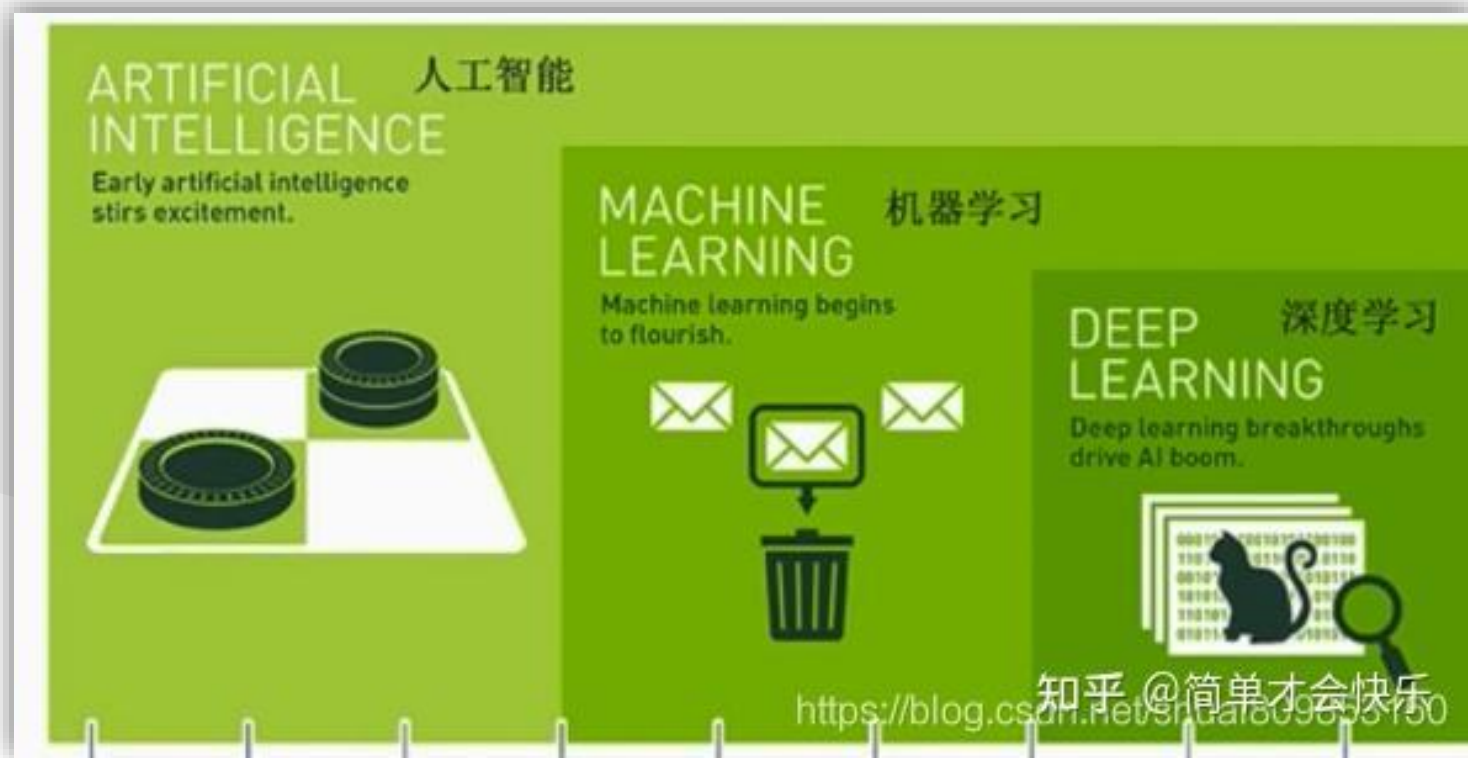 ARTIFICIAL
INTELLIGENCE
人工智能
Early artificial intelligence
stirs excitement.
MACHINE
LEARNING
机器学习
Machine learning begins
to flourish.
DEEP
LEARNING
深度学习
Deep learning breakthroughs
drive AI boom.
知乎 @简单才会快乐